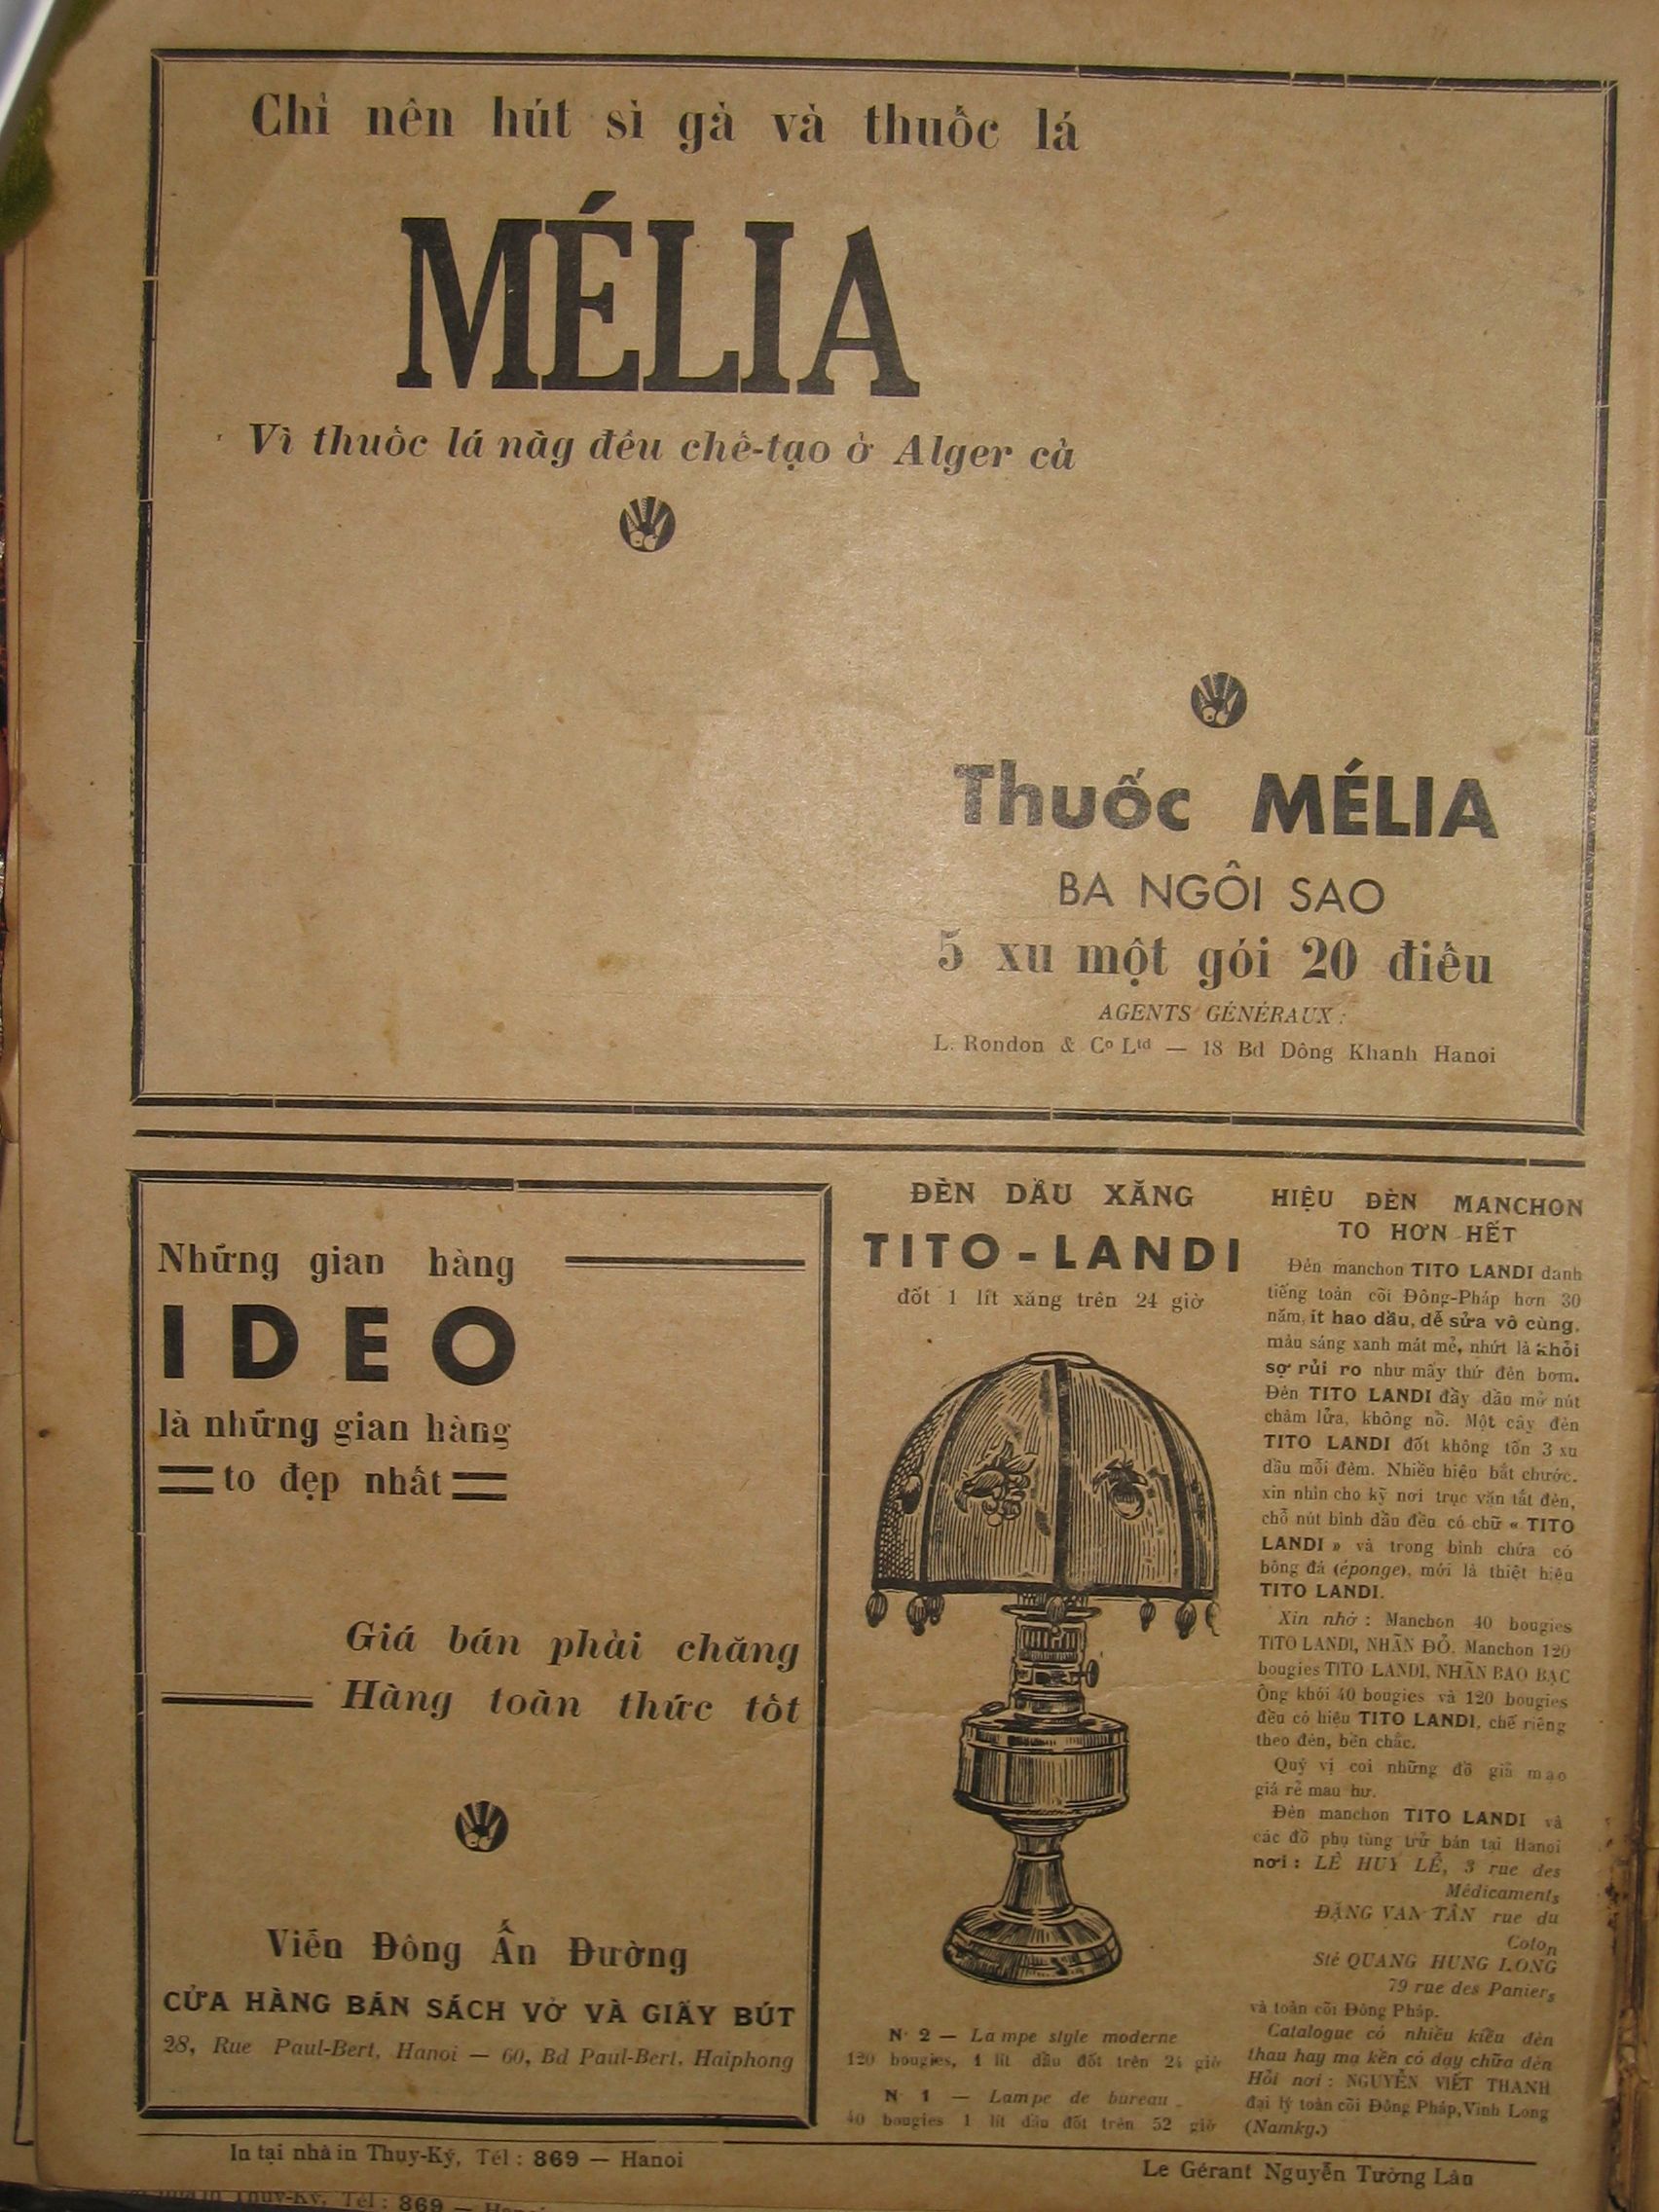 Chỉ nên hút sì gà và thuốc lá
MÉLIA
Vì thuốc lá này đều chế-tạo ở Alger cả
Thuốc MÉLIA
BA NGÔI SAO
5 xu một gói 20 điếu
AGENTS GÉNÉRAUX :
L. Rondon & Co Ltd — 18 Bd Dông Khanh Hanoi
Những gian hàng
IDEO
là những gian hàng
to đẹp nhất
Giá bán phải chăng
Hàng toàn thức tốt
Viễn Đông Ấn Đường
CỬA HÀNG BÁN SÁCH VỞ VÀ GIẤY BÚT
28, Rue Paul-Bert, Hanoi — 60, Bd Paul-Bert, Haiphong
ĐÈN DẦU XĂNG
TITO-LANDI
đốt 1 lít xăng trên 24 giờ
N· 2 — Lampe style moderne
120 bougies, 1 lít dầu đốt trên 24 giờ
N· 1 — Lampe de bureau
40 bougies 1 lít dầu đốt trên 52 giờ
HIỆU ĐÈN MANCHON
TO HƠN HẾT
Đèn manchon TITO LANDI danh
tiếng toàn cõi Đông-Pháp hơn 30
năm, ít hao dầu, dễ sửa vô cùng,
màu sáng xanh mát mẻ, nhứt là khỏi
sợ rủi ro như mấy thứ đèn bơm.
Đèn TITO LANDI đầy dầu mở nút
châm lửa, không nổ. Một cây đèn
TITO LANDI đốt không tốn 3 xu
dầu mỗi đêm. Nhiều hiệu bắt chước.
xin nhìn cho kỹ nơi trục vặn tắt đèn,
chỗ nút bình dầu đều có chữ « TITO
LANDI » và trong bình chứa có
bông đá (éponge), mới là thiệt hiệu
TITO LANDI.
Xin nhớ : Manchon 40 bougies
TITO LANDI, NHÃN ĐỎ. Manchon 120
bougies TITO LANDI, NHÃN BAO BẠC
Ống khói 40 bougies và 120 bougies
đều có hiệu TITO LANDI, chế riêng
theo đèn, bền chắc.
Quý vị coi những đồ giả mạo
giá rẻ mau hư.
Đèn manchon TITO LANDI và
các đồ phụ tùng trữ bán tại Hanoi
nơi : LÊ HUY LỄ, 3 rue des
Médicaments
ĐẶNG VAN TÂN rue du
Coton
Sté QUANG HUNG LONG
79 rue des Paniers
và toàn cõi Đông Pháp.
Catalogue có nhiều kiểu đèn
thau hay mạ kền có dạy chữa đèn
Hỏi nơi : NGUYỄN VIẾT THANH
đại lý toàn cõi Đông Pháp, Vinh Long
(Namky.)
In tại nhà in Thuy-Ký, Tél : 869 — Hanoi
Le Gérant Nguyễn Tường Lân